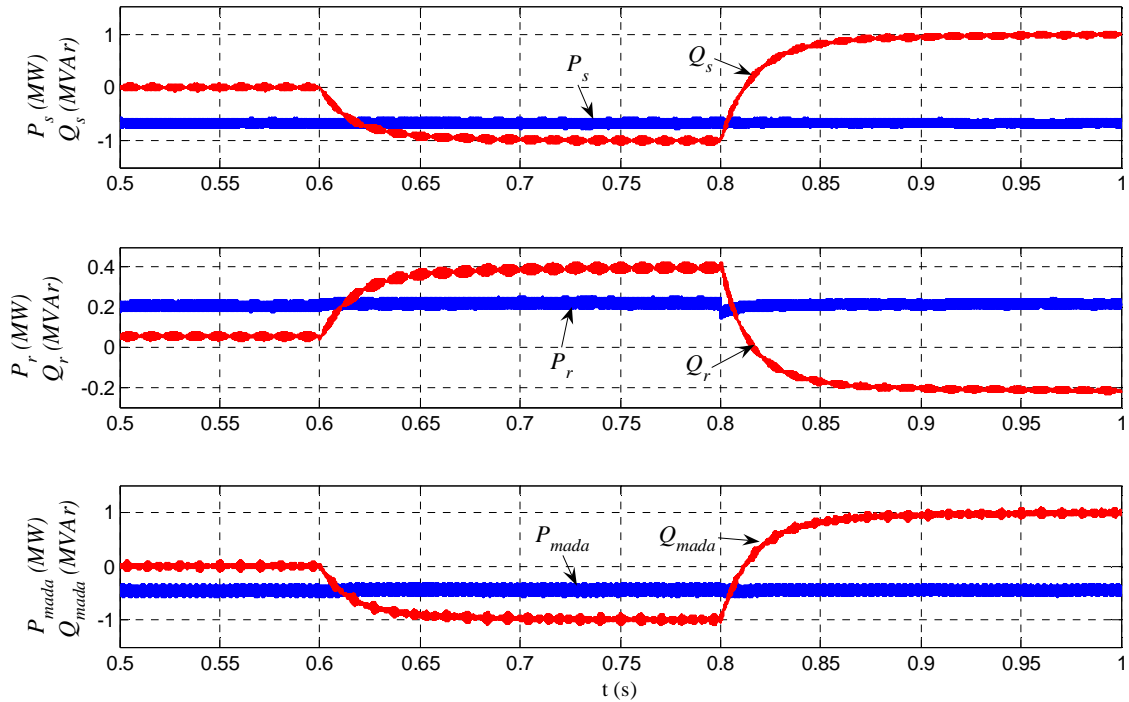 P_s (MW)
Q_s (MVAr)
1
0
-1
P_s
Q_s
0.5 0.55 0.6 0.65 0.7 0.75 0.8 0.85 0.9 0.95 1
P_r (MW)
Q_r (MVAr)
0.4
0.2
0
-0.2
P_r
Q_r
0.5 0.55 0.6 0.65 0.7 0.75 0.8 0.85 0.9 0.95 1
P_mada (MW)
Q_mada (MVAr)
1
0
-1
P_mada
Q_mada
0.5 0.55 0.6 0.65 0.7 0.75 0.8 0.85 0.9 0.95 1
t (s)